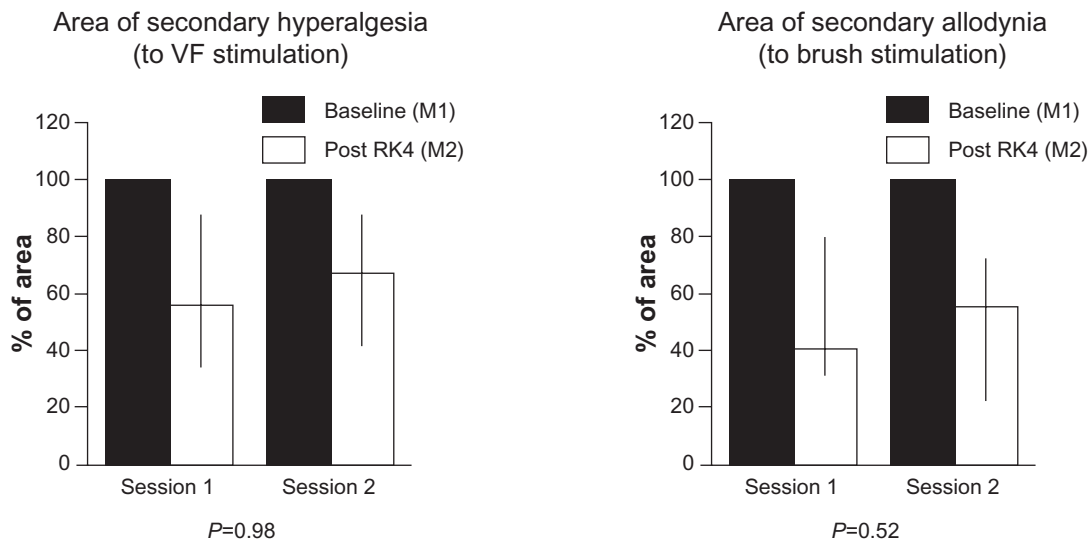 Area of secondary hyperalgesia
(to VF stimulation)
Baseline (M1)
Post RK4 (M2)
120
100
80
60
40
20
0
% of area
Session 1
Session 2
P=0.98
Area of secondary allodynia
(to brush stimulation)
Baseline (M1)
Post RK4 (M2)
120
100
80
60
40
20
0
% of area
Session 1
Session 2
P=0.52